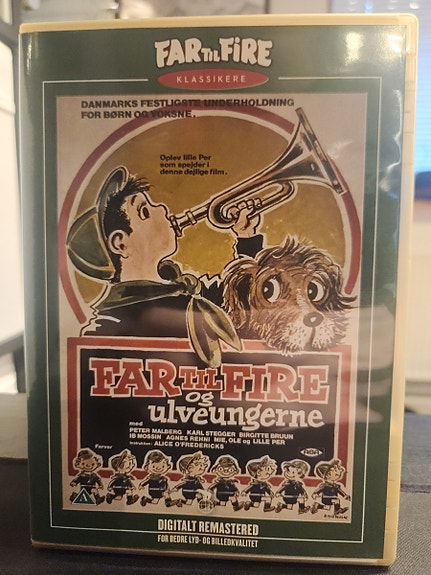 FAR TIL FIRE
KLASSIKERE
DANMARKS FESTLIGSTE UNDERHOLDNING
FOR BØRN OG VOKSNE.
Oplev lille Per
som spejder i
denne dejlige film.
FAR TIL FIRE
og
ulveungerne
med
PETER MALBERG KARL STEGGER BIRGITTE BRUUN
IB MOSSIN AGNES REHNI MIE, OLE og LILLE PER
Instruktion: ALICE O'FREDERICKS
Farver
A
DIGITALT REMASTERED
FOR BEDRE LYD- OG BILLEDKVALITET